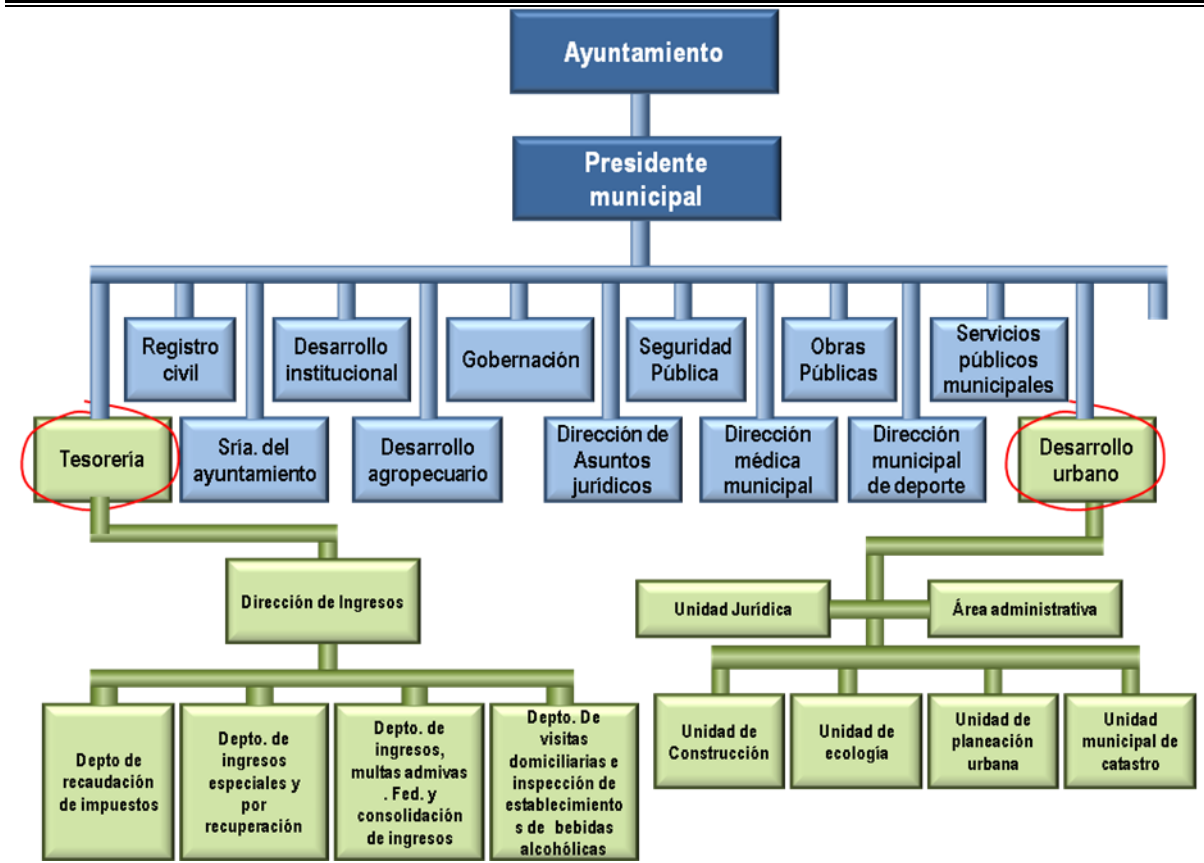 Ayuntamiento
Presidente
municipal
Registro
civil
Desarrollo
institucional
Gobernación
Seguridad
Pública
Obras
Públicas
Servicios
públicos
municipales
Tesorería
Sría. del
ayuntamiento
Desarrollo
agropecuario
Dirección de
Asuntos
jurídicos
Dirección
médica
municipal
Dirección
municipal
de deporte
Desarrollo
urbano
Dirección de Ingresos
Unidad Jurídica
Área administrativa
Depto de
recaudación
de impuestos
Depto. de
ingresos
especiales y
por
recuperación
Depto. de
ingresos,
multas admivas
. Fed. y
consolidación
de ingresos
Depto. De
visitas
domiciliarias e
inspección de
establecimiento
s de bebidas
alcohólicas
Unidad de
Construcción
Unidad de
ecología
Unidad de
planeación
urbana
Unidad
municipal de
catastro